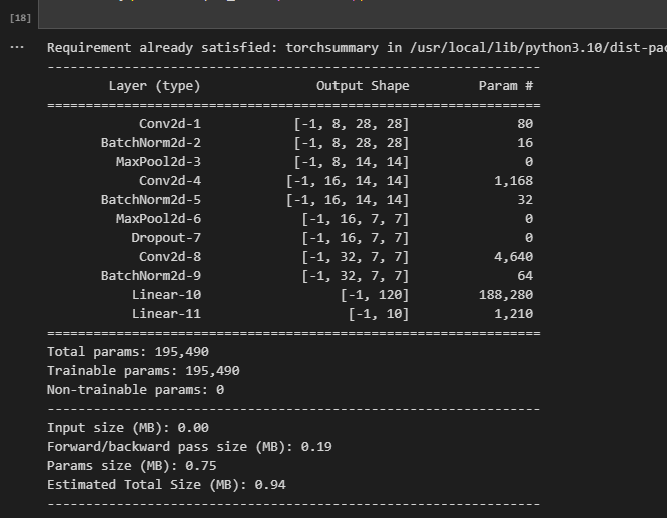 [18]
... Requirement already satisfied: torchsummary in /usr/local/lib/python3.10/dist-pac
----------------------------------------------------------------
        Layer (type)               Output Shape         Param #
================================================================
            Conv2d-1            [-1, 8, 28, 28]              80
       BatchNorm2d-2            [-1, 8, 28, 28]              16
         MaxPool2d-3            [-1, 8, 14, 14]               0
            Conv2d-4           [-1, 16, 14, 14]           1,168
       BatchNorm2d-5           [-1, 16, 14, 14]              32
         MaxPool2d-6             [-1, 16, 7, 7]               0
           Dropout-7             [-1, 16, 7, 7]               0
            Conv2d-8             [-1, 32, 7, 7]           4,640
       BatchNorm2d-9             [-1, 32, 7, 7]              64
           Linear-10                  [-1, 120]         188,280
           Linear-11                   [-1, 10]           1,210
================================================================
Total params: 195,490
Trainable params: 195,490
Non-trainable params: 0
----------------------------------------------------------------
Input size (MB): 0.00
Forward/backward pass size (MB): 0.19
Params size (MB): 0.75
Estimated Total Size (MB): 0.94
----------------------------------------------------------------